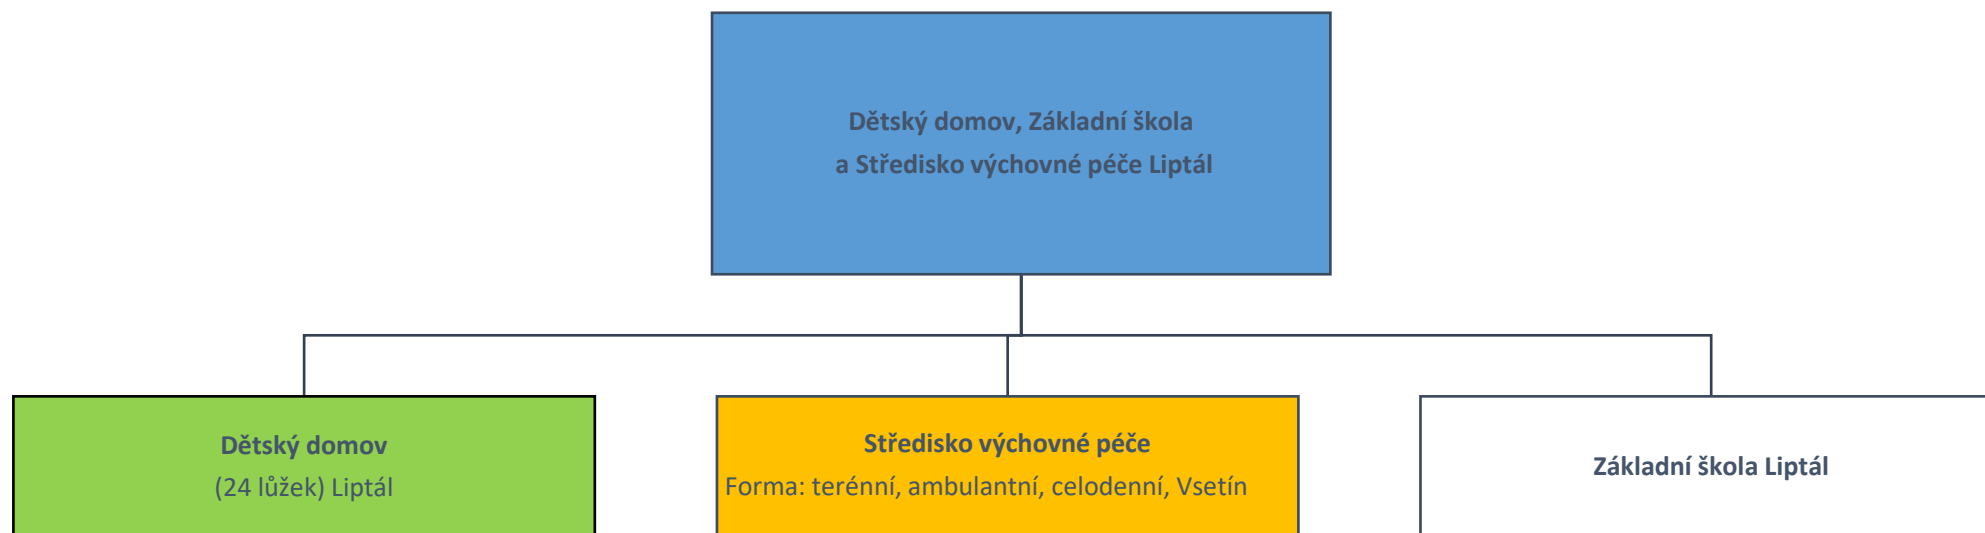 Dětský domov, Základní škola
a Středisko výchovné péče Liptál
Dětský domov
(24 lůžek) Liptál
Středisko výchovné péče
Forma: terénní, ambulantní, celodenní, Vsetín
Základní škola Liptál